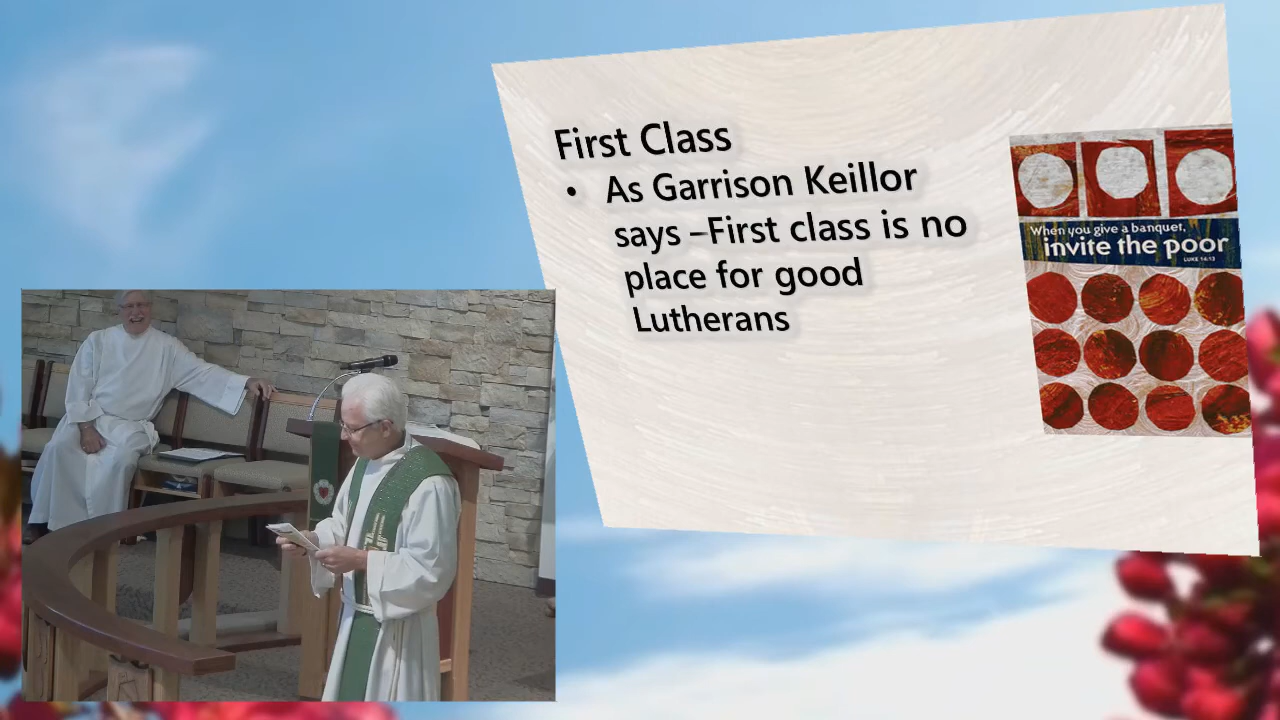 First Class
• As Garrison Keillor
says –First class is no
place for good
Lutherans
When you give a banquet,
invite the poor
LUKE 14:13